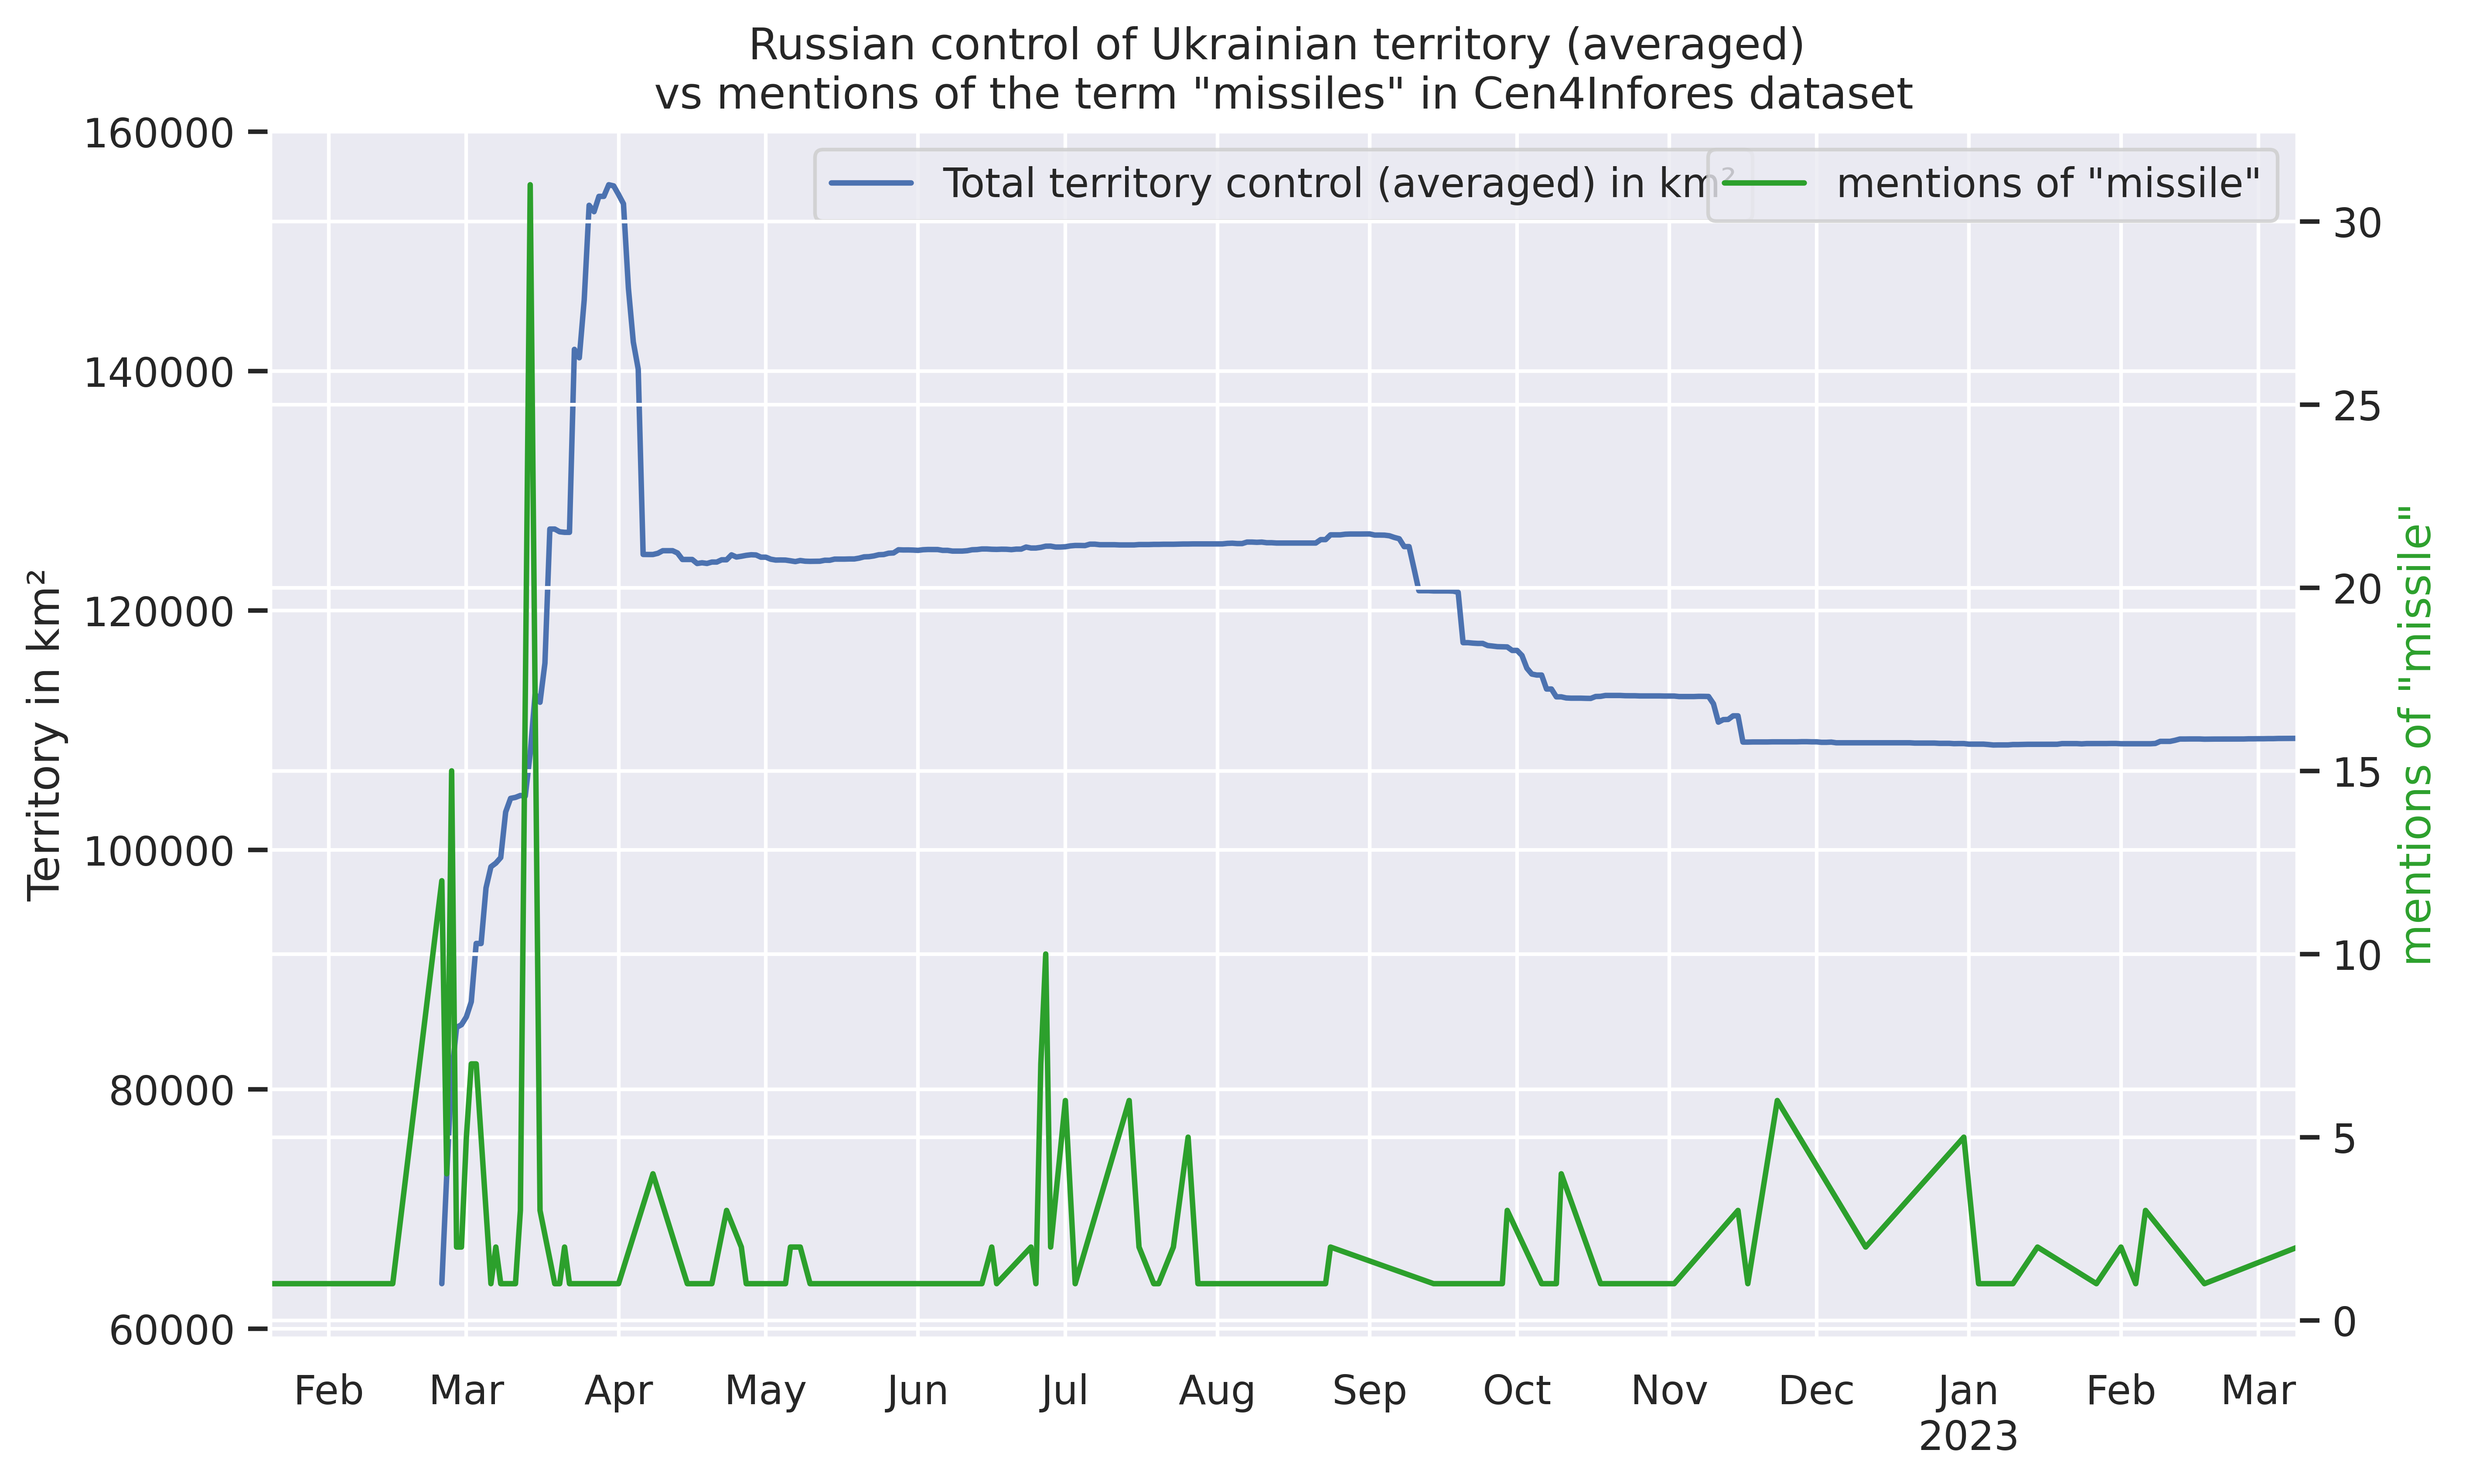 Russian control of Ukrainian territory (averaged)
vs mentions of the term "missiles" in Cen4Infores dataset
Total territory control (averaged) in km²
mentions of "missile"
Territory in km²
160000
140000
120000
100000
80000
60000
30
25
20
15
10
5
0
mentions of "missile"
Feb Mar Apr May Jun Jul Aug Sep Oct Nov Dec Jan Feb Mar
2023